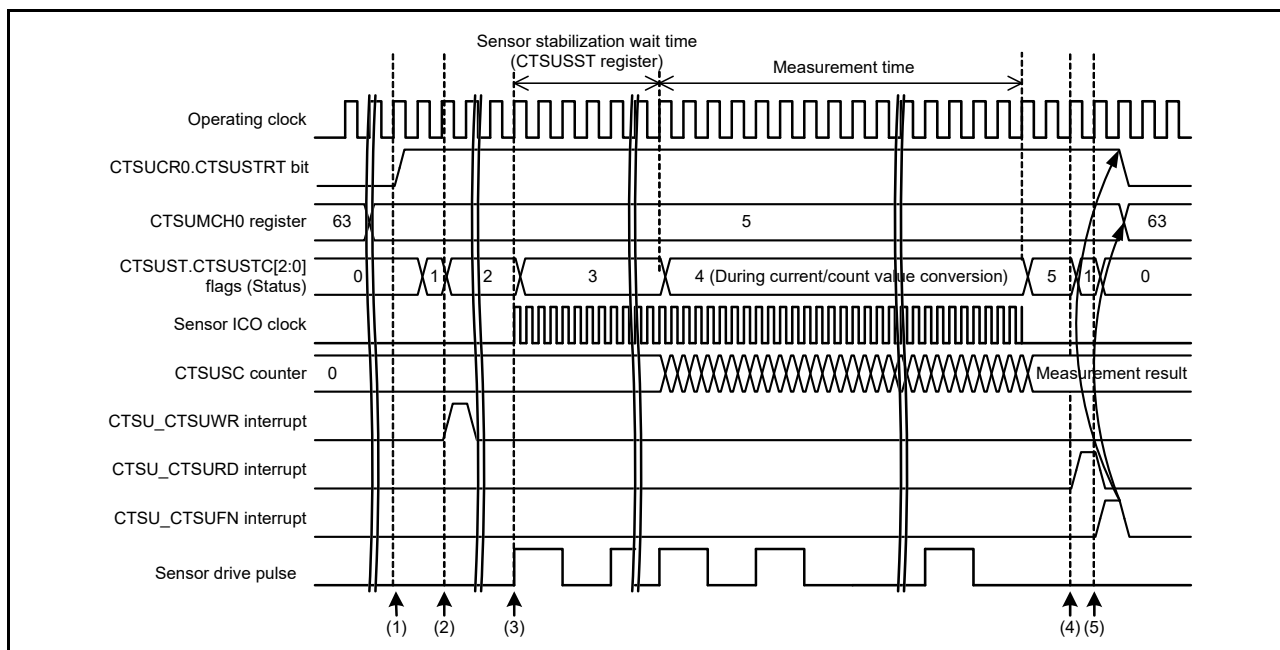 Sensor stabilization wait time
(CTSUSST register)
Measurement time
Operating clock
CTSUCR0.CTSUSTRT bit
CTSUMCH0 register
63
5
63
CTSUST.CTSUSTC[2:0]
flags (Status)
0
1
2
3
4 (During current/count value conversion)
5
1
0
Sensor ICO clock
CTSUSC counter
0
Measurement result
CTSU_CTSUWR interrupt
CTSU_CTSURD interrupt
CTSU_CTSUFN interrupt
Sensor drive pulse
(1)
(2)
(3)
(4)
(5)